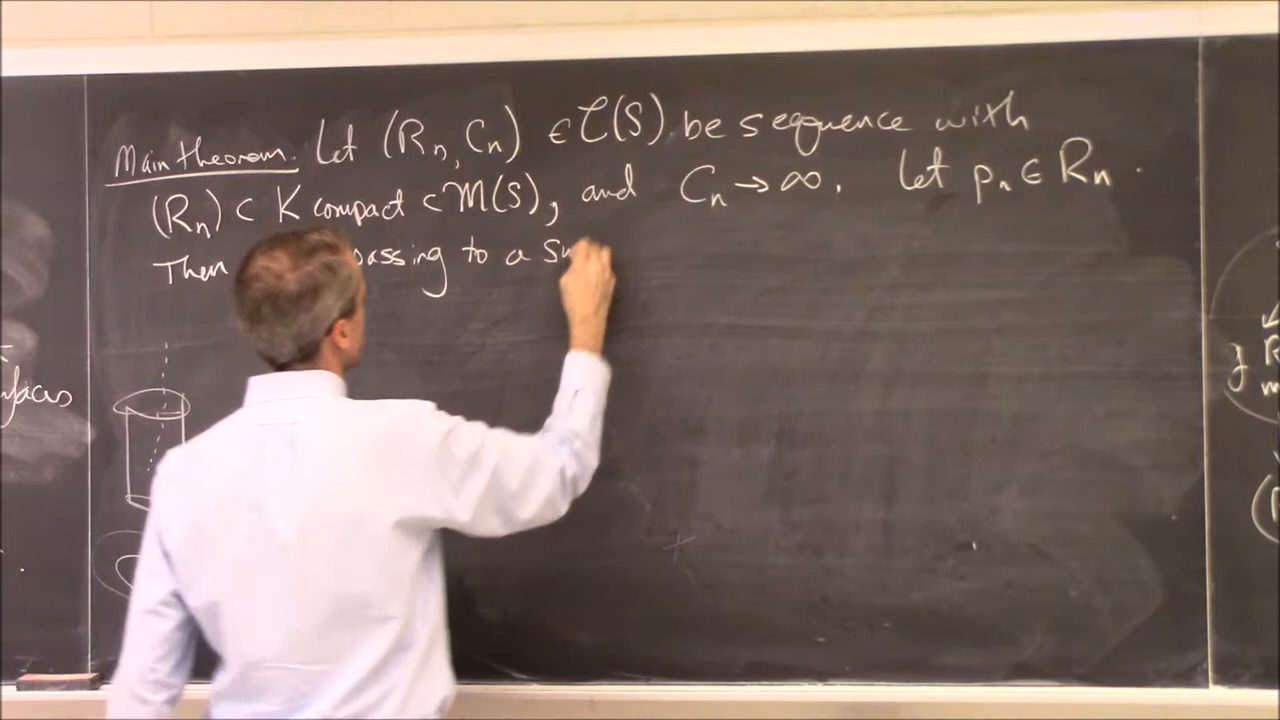 Main theorem. Let (Rₙ, Cₙ) ∈ 𝒯(S) be sequence with
(Rₙ) ⊂ K compact ⊂ M(S), and Cₙ → ∞. Let pₙ ∈ Rₙ.
Then passing to a su